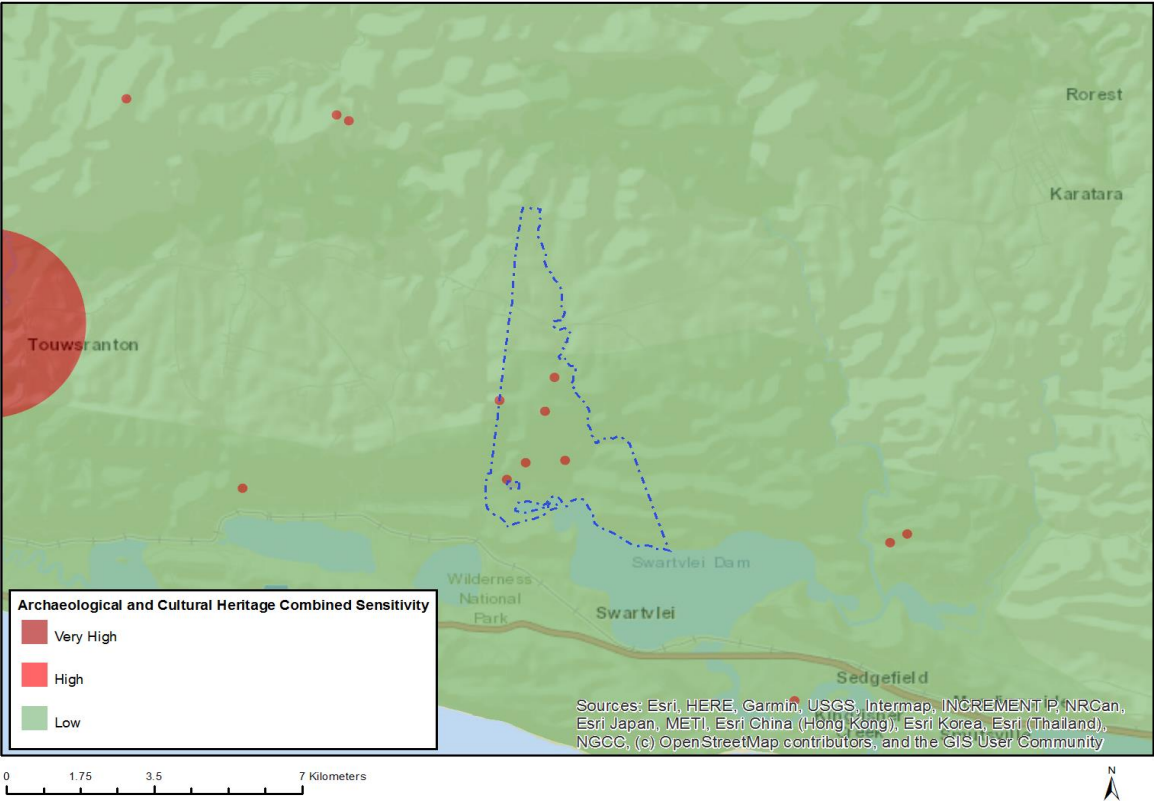 Rorest
Karatara
Touwsranton
Swartvlei Dam
Wilderness
National
Park
Swartvlei
Sedgefield
Archaeological and Cultural Heritage Combined Sensitivity
Very High
High
Low
Sources: Esri, HERE, Garmin, USGS, Intermap, INCREMENT P, NRCan,
Esri Japan, METI, Esri China (Hong Kong), Esri Korea, Esri (Thailand),
NGCC, (c) OpenStreetMap contributors, and the GIS User Community
0 1.75 3.5 7 Kilometers
N